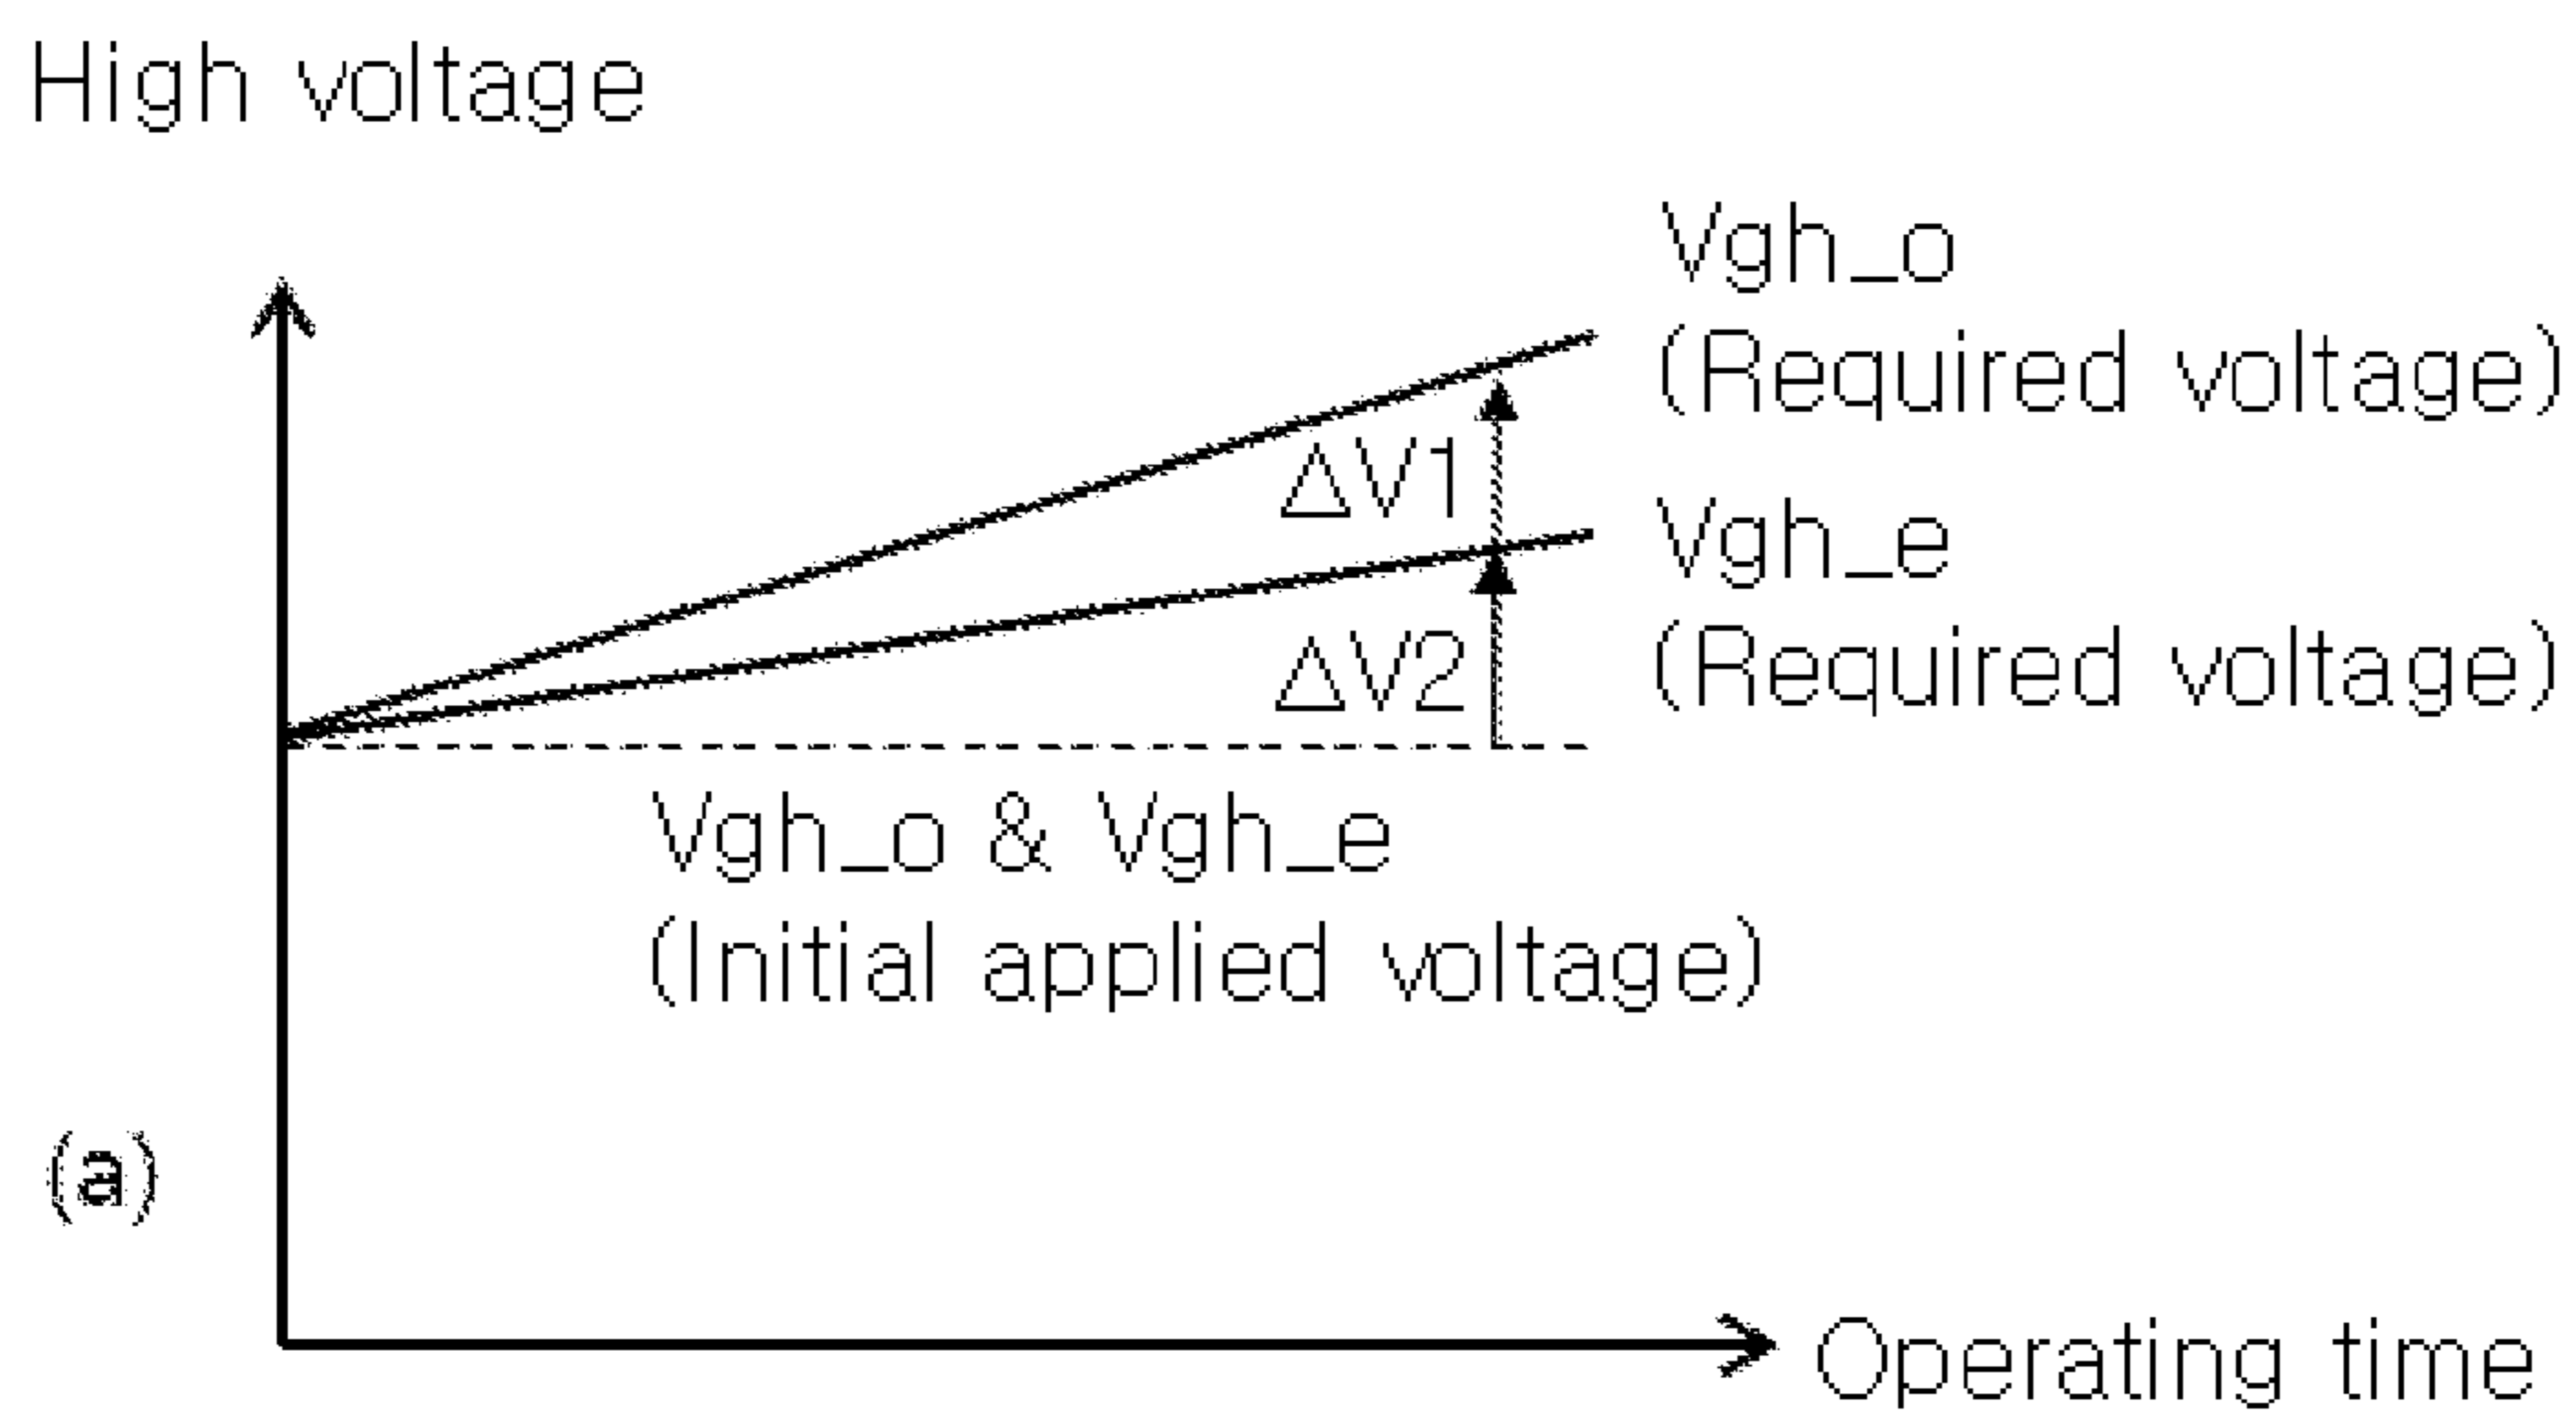 High voltage
Vgh_o
(Required voltage)
ΔV1
Vgh_e
(Required voltage)
ΔV2
Vgh_o & Vgh_e
(Initial applied voltage)
(a)
Operating time